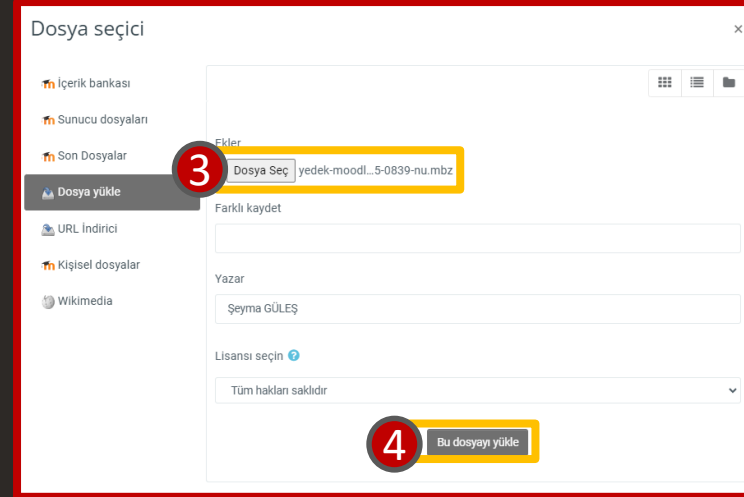 Dosya seçici
×
İçerik bankası
Sunucu dosyaları
Son Dosyalar
Dosya yükle
URL İndirici
Kişisel dosyalar
Wikimedia
Ekler
3
Dosya Seç yedek-moodl...5-0839-nu.mbz
Farklı kaydet
Yazar
Şeyma GÜLEŞ
Lisansı seçin ?
Tüm hakları saklıdır
4
Bu dosyayı yükle